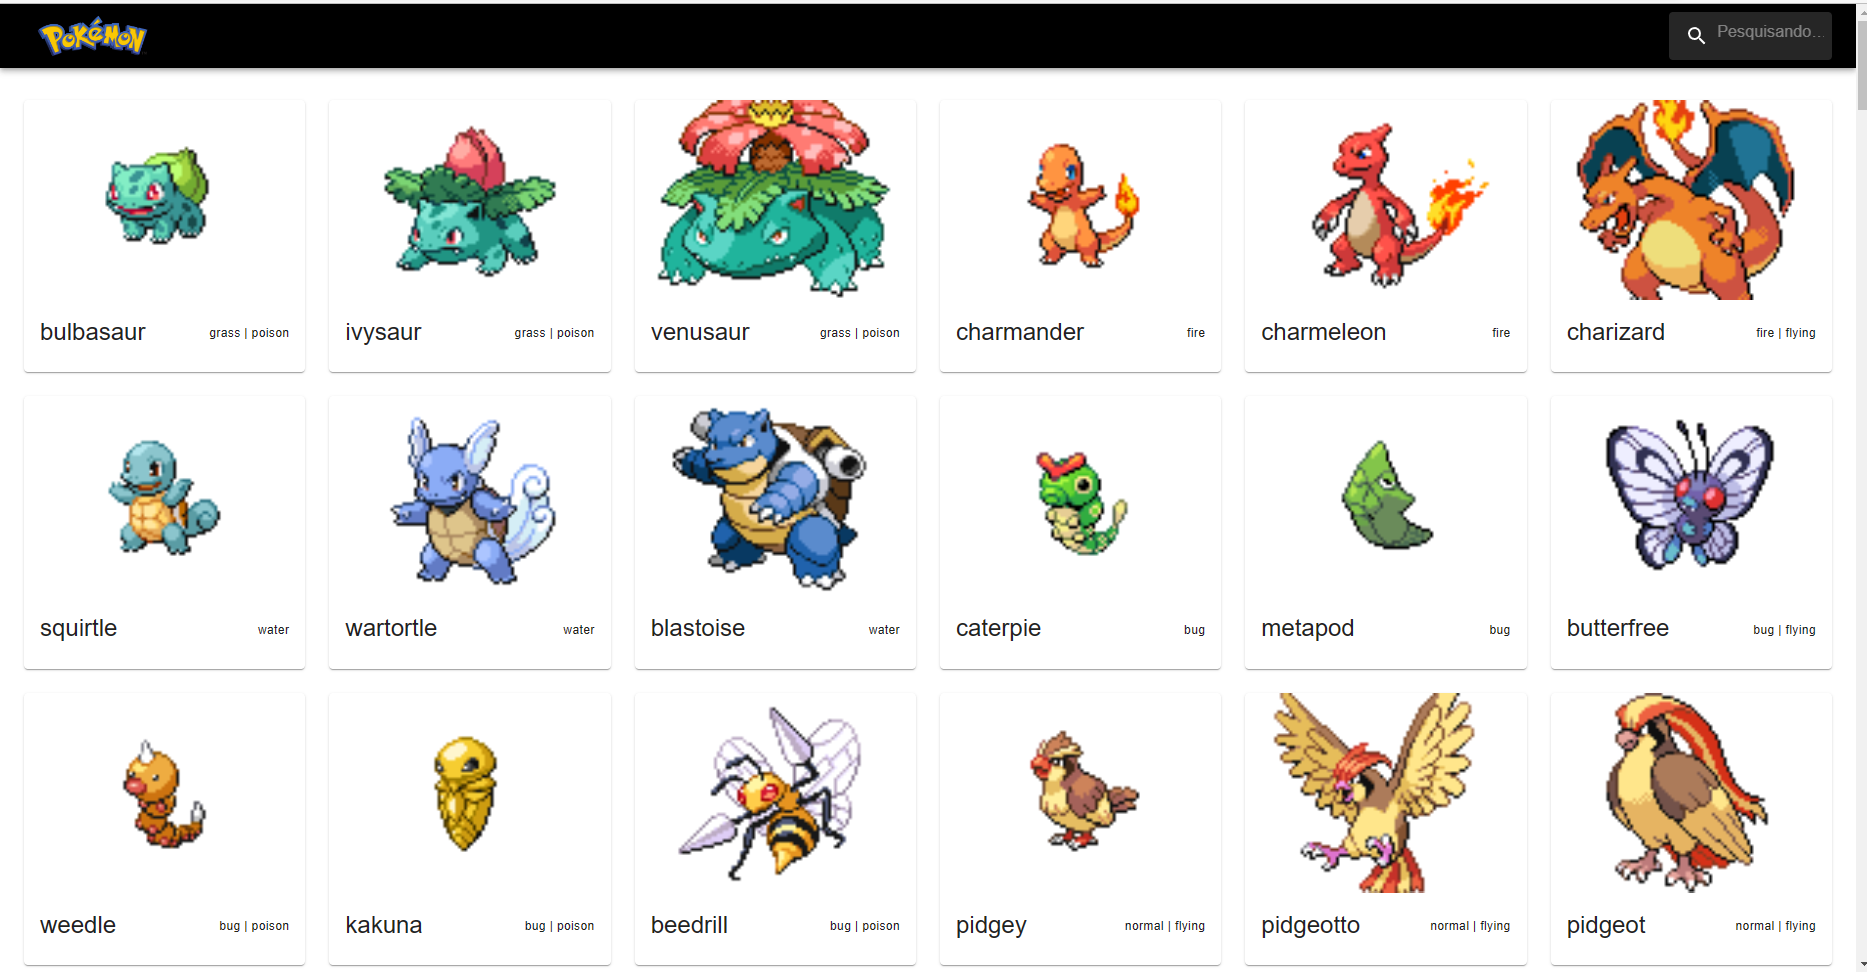 POKéMON
Pesquisando...
bulbasaur grass | poison
ivysaur grass | poison
venusaur grass | poison
charmander fire
charmeleon fire
charizard fire | flying
squirtle water
wartortle water
blastoise water
caterpie bug
metapod bug
butterfree bug | flying
weedle bug | poison
kakuna bug | poison
beedrill bug | poison
pidgey normal | flying
pidgeotto normal | flying
pidgeot normal | flying